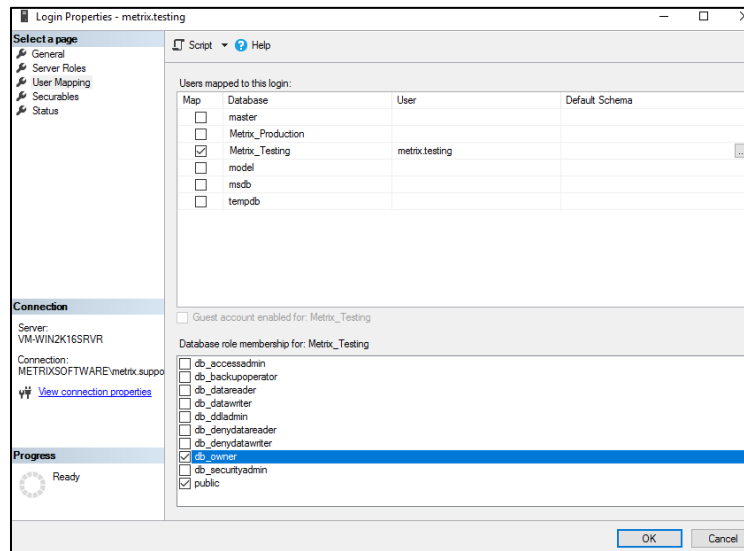 Login Properties - metrix.testing
Select a page
General
Server Roles
User Mapping
Securables
Status
Script
Help
Users mapped to this login:
Map Database User Default Schema
master
Metrix_Production
Metrix_Testing metrix.testing ...
model
msdb
tempdb
Guest account enabled for: Metrix_Testing
Database role membership for: Metrix_Testing
db_accessadmin
db_backupoperator
db_datareader
db_datawriter
db_ddladmin
db_denydatareader
db_denydatawriter
db_owner
db_securityadmin
public
Connection
Server:
VM-WIN2K16SRVR
Connection:
METRIXSOFTWARE\metrix.suppo
View connection properties
Progress
Ready
OK Cancel